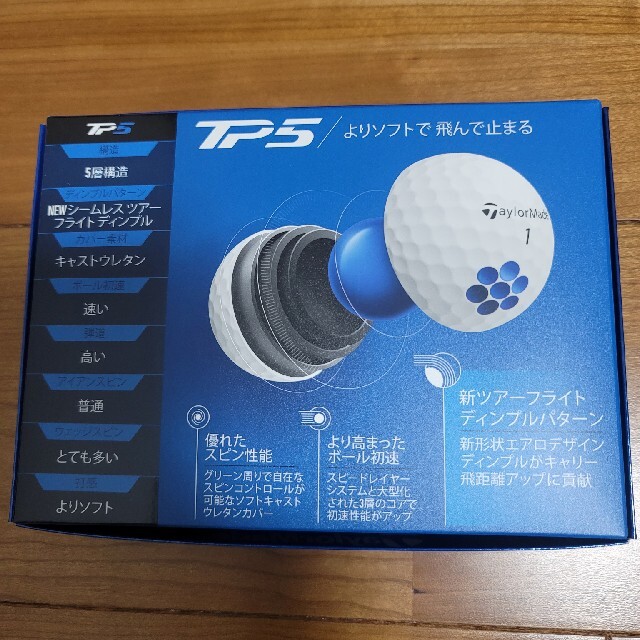 TP5
構造
5層構造
ディンプルパターン
NEWシームレス ツアー
フライト ディンプル
カバー素材
キャストウレタン
ボール初速
速い
弾道
高い
アイアンスピン
普通
ウェッジスピン
とても多い
打感
よりソフト
TP5/よりソフトで 飛んで止まる
TaylorMade
1
優れた
スピン性能
グリーン周りで自在な
スピンコントロールが
可能なソフトキャスト
ウレタンカバー
より高まった
ボール初速
スピードレイヤー
システムと大型化
された3層のコアで
初速性能がアップ
新ツアーフライト
ディンプルパターン
新形状エアロデザイン
ディンプルがキャリー
飛距離アップに貢献